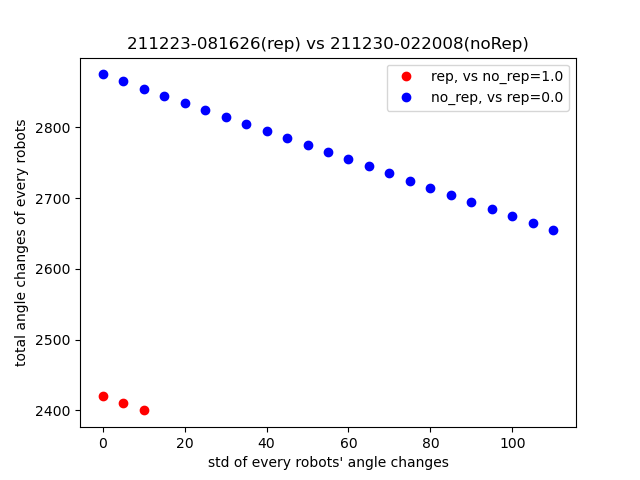 211223-081626(rep) vs 211230-022008(noRep)
rep, vs no_rep=1.0
no_rep, vs rep=0.0
total angle changes of every robots
2800
2700
2600
2500
2400
0 20 40 60 80 100
std of every robots' angle changes